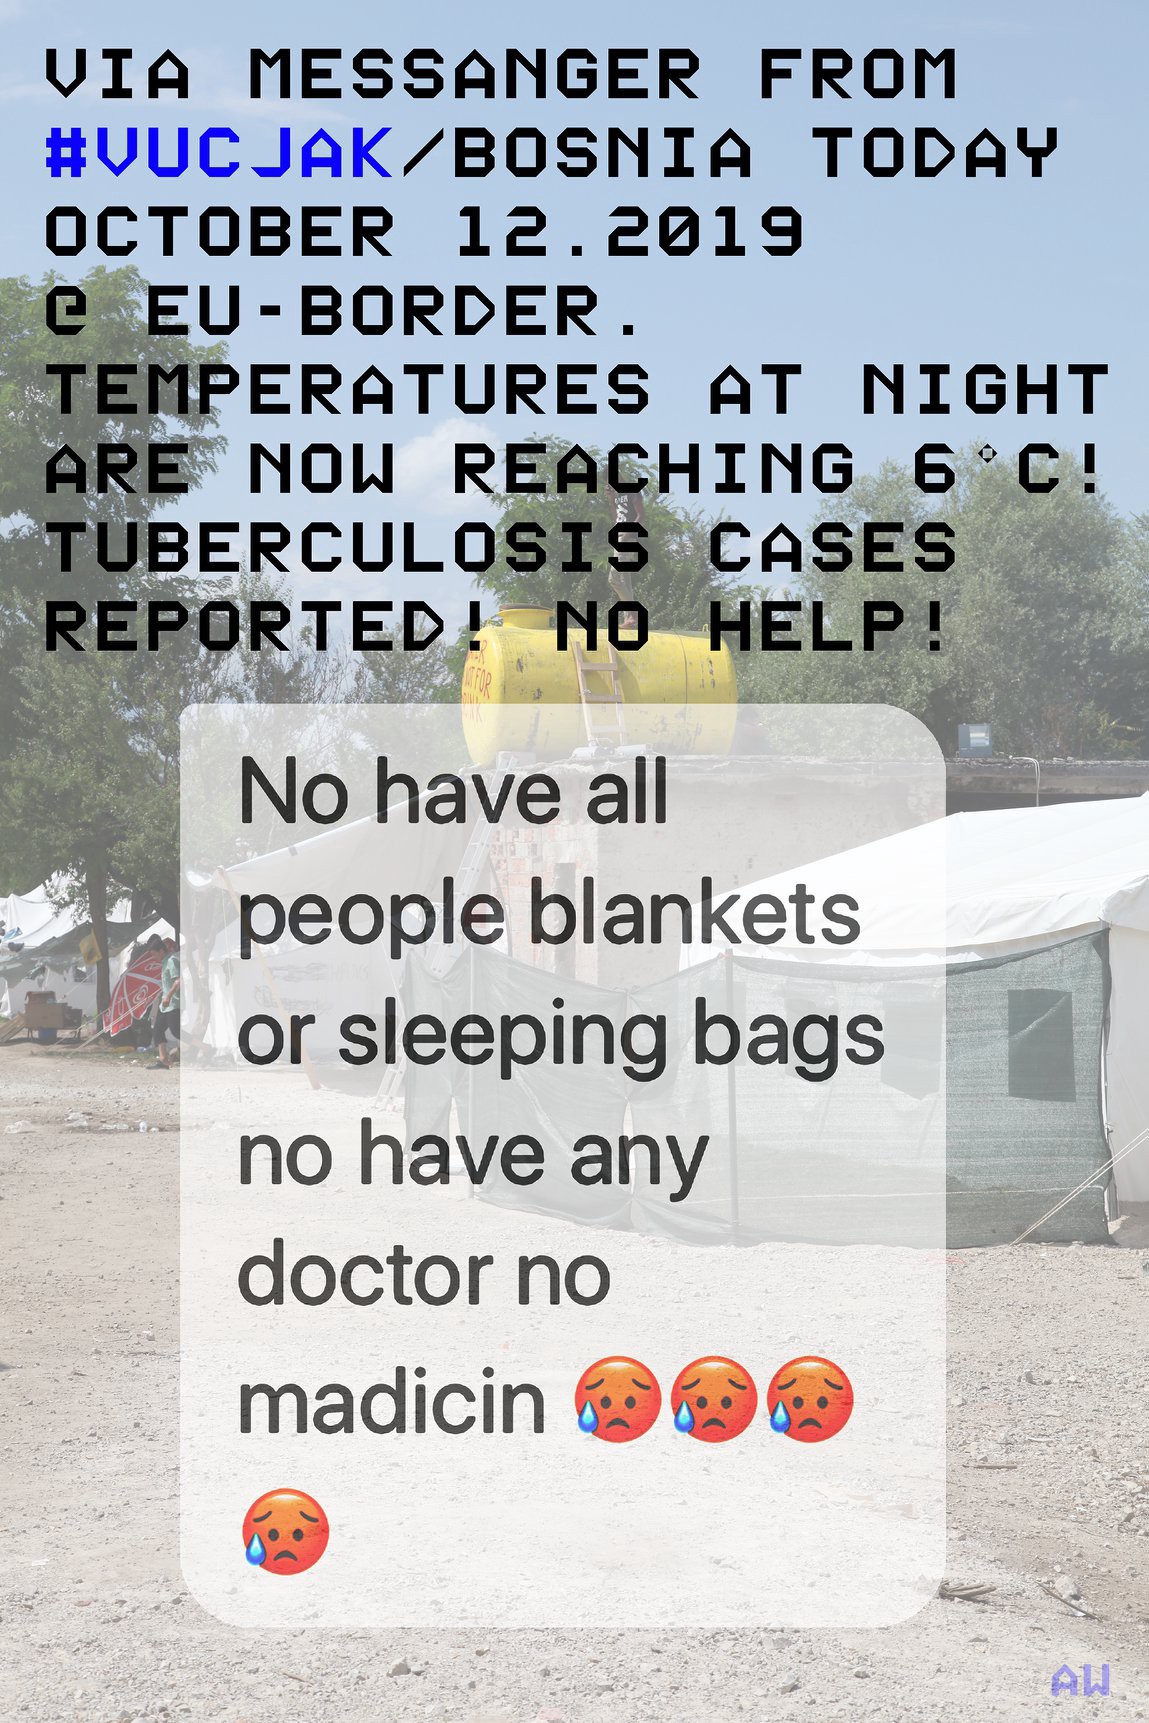 VIA MESSANGER FROM
#VUCJAK/BOSNIA TODAY
OCTOBER 12.2019
@ EU-BORDER.
TEMPERATURES AT NIGHT
ARE NOW REACHING 6°C!
TUBERCULOSIS CASES
REPORTED! NO HELP!
NOT FOR
No have all
people blankets
or sleeping bags
no have any
doctor no
madicin 🥵🥵🥵
🥵
AW